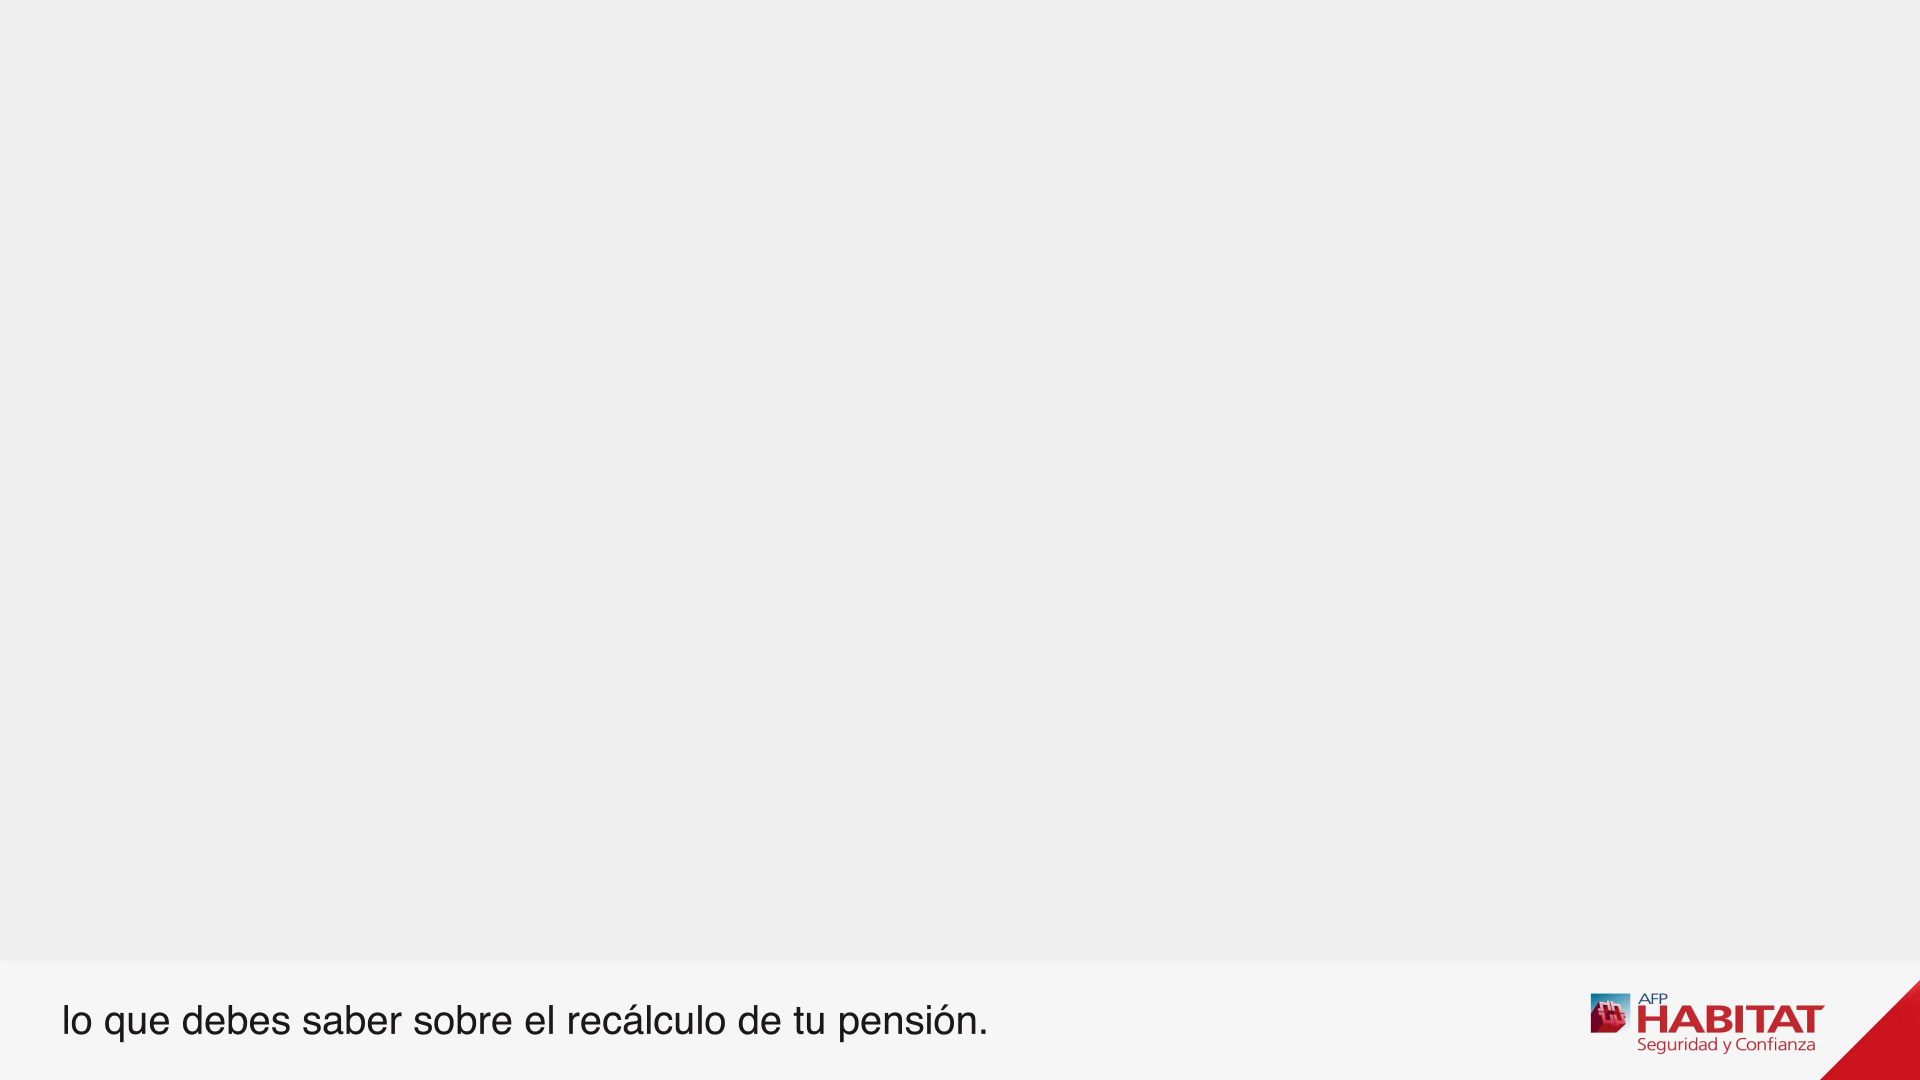 lo que debes saber sobre el recálculo de tu pensión.
AFP
HABITAT
Seguridad y Confianza